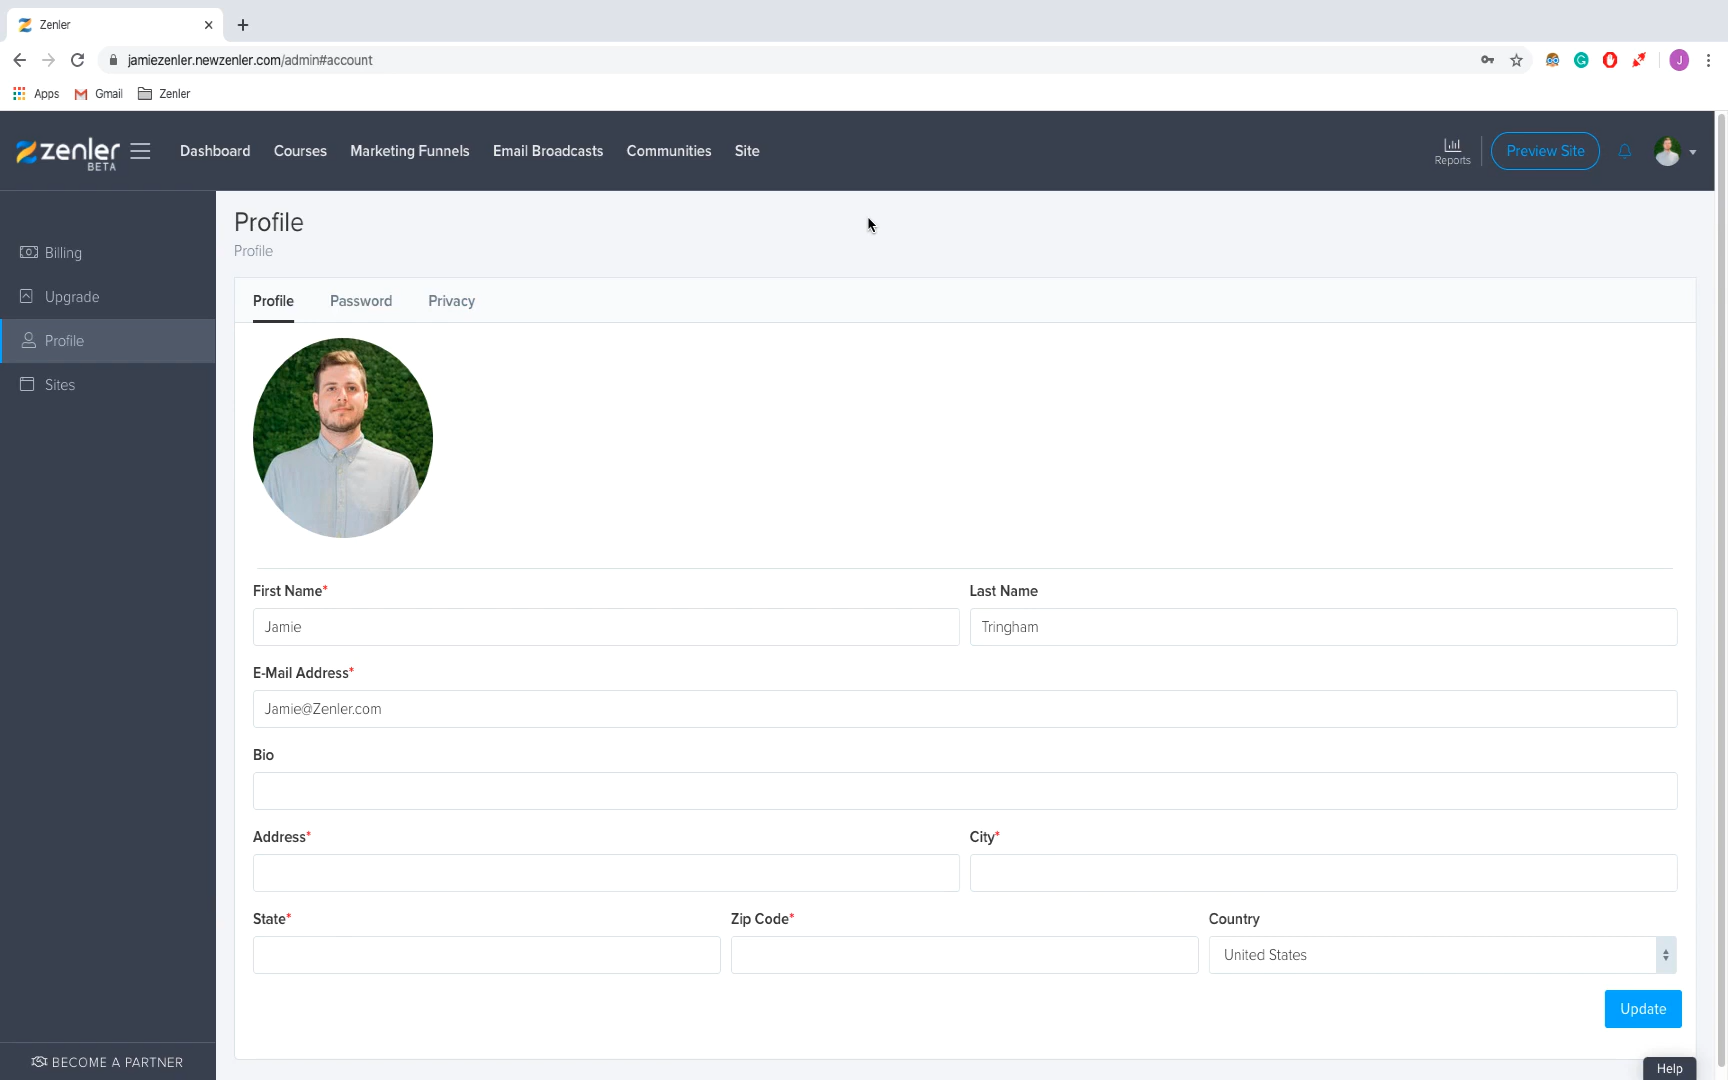 Zenler
jamiezenler.newzenler.com/admin#account
J
Apps Gmail Zenler
zenler
BETA
Dashboard Courses Marketing Funnels Email Broadcasts Communities Site
Reports
Preview Site
Billing
Upgrade
Profile
Sites
BECOME A PARTNER
Profile
Profile
Profile Password Privacy
First Name* Last Name
Jamie Tringham
E-Mail Address*
Jamie@Zenler.com
Bio
Address* City*
State* Zip Code* Country
United States
Update
Help